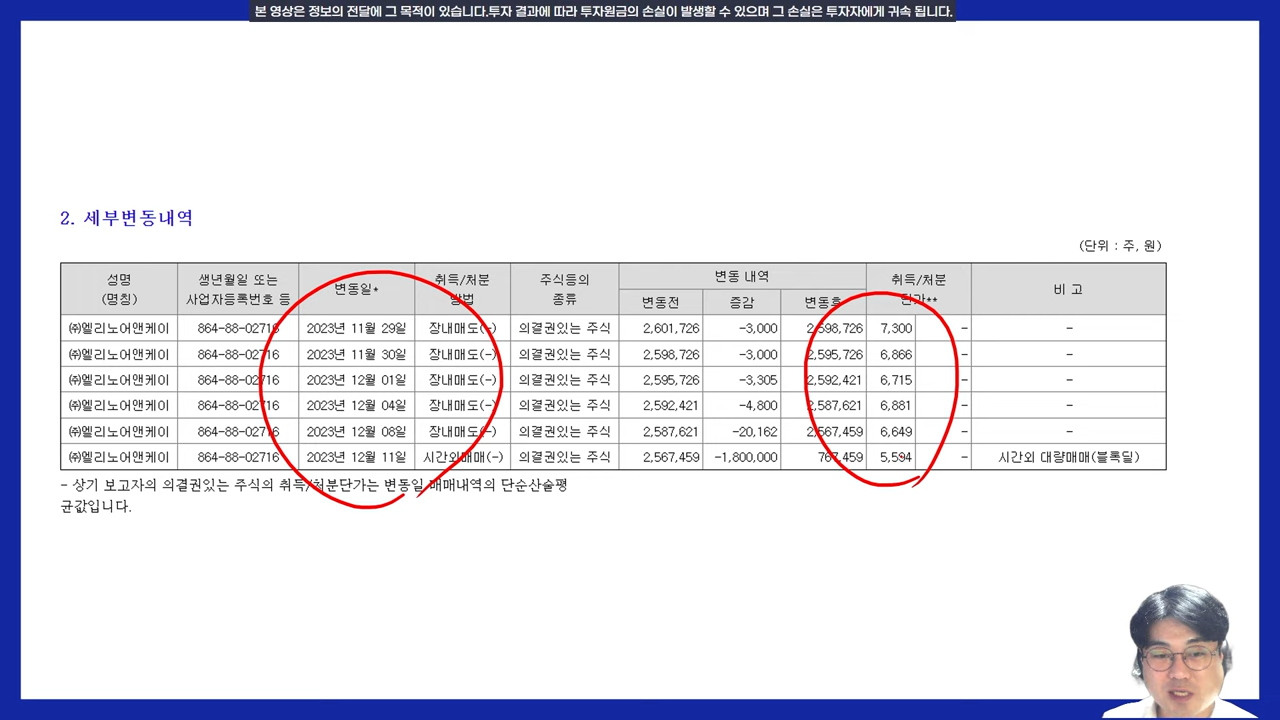 본 영상은 정보의 전달에 그 목적이 있습니다.투자 결과에 따라 투자원금의 손실이 발생할 수 있으며 그 손실은 투자자에게 귀속 됩니다.
2. 세부변동내역
(단위 : 주, 원)
성명 (명칭) 생년월일 또는 사업자등록번호 등 변동일* 취득/처분 방법 주식등의 종류 변동 내역 취득/처분 단가** 비 고
변동전 증감 변동후
㈜엘리노어앤케이 864-88-02716 2023년 11월 29일 장내매도(-) 의결권있는 주식 2,601,726 -3,000 2,598,726 7,300 - -
㈜엘리노어앤케이 864-88-02716 2023년 11월 30일 장내매도(-) 의결권있는 주식 2,598,726 -3,000 2,595,726 6,866 - -
㈜엘리노어앤케이 864-88-02716 2023년 12월 01일 장내매도(-) 의결권있는 주식 2,595,726 -3,305 2,592,421 6,715 - -
㈜엘리노어앤케이 864-88-02716 2023년 12월 04일 장내매도(-) 의결권있는 주식 2,592,421 -4,800 2,587,621 6,881 - -
㈜엘리노어앤케이 864-88-02716 2023년 12월 08일 장내매도(-) 의결권있는 주식 2,587,621 -20,162 2,567,459 6,649 - -
㈜엘리노어앤케이 864-88-02716 2023년 12월 11일 시간외매매(-) 의결권있는 주식 2,567,459 -1,800,000 767,459 5,594 - 시간외 대량매매(블록딜)
- 상기 보고자의 의결권있는 주식의 취득/처분단가는 변동일 매매내역의 단순산술평
균값입니다.